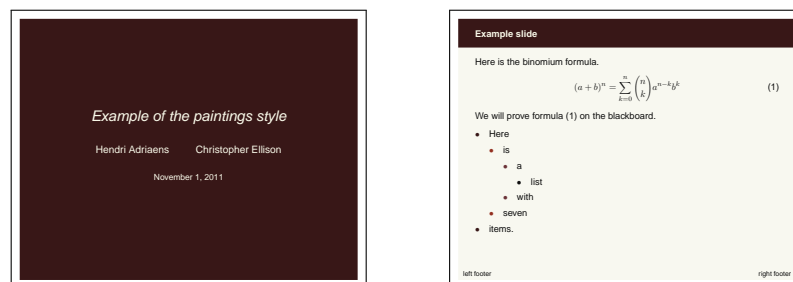 Example of the paintings style
Hendri Adriaens Christopher Ellison
November 1, 2011
Example slide
Here is the binomium formula.
(a + b)^n = \sum_{k=0}^{n} \binom{n}{k} a^{n-k} b^k (1)
We will prove formula (1) on the blackboard.
• Here
• is
• a
• list
• with
• seven
• items.
left footer right footer